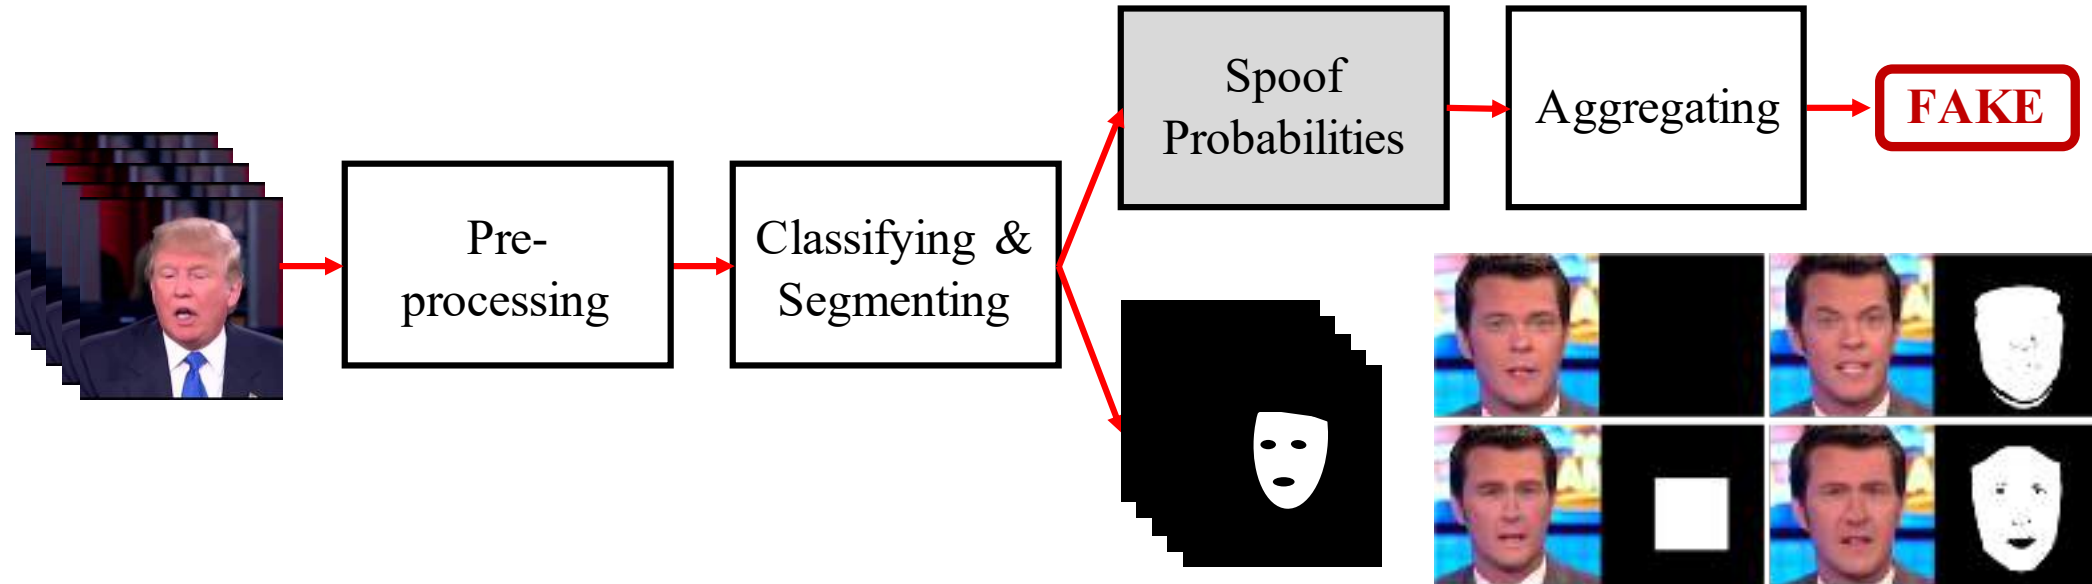 Pre-
processing
Classifying &
Segmenting
Spoof
Probabilities
Aggregating
FAKE